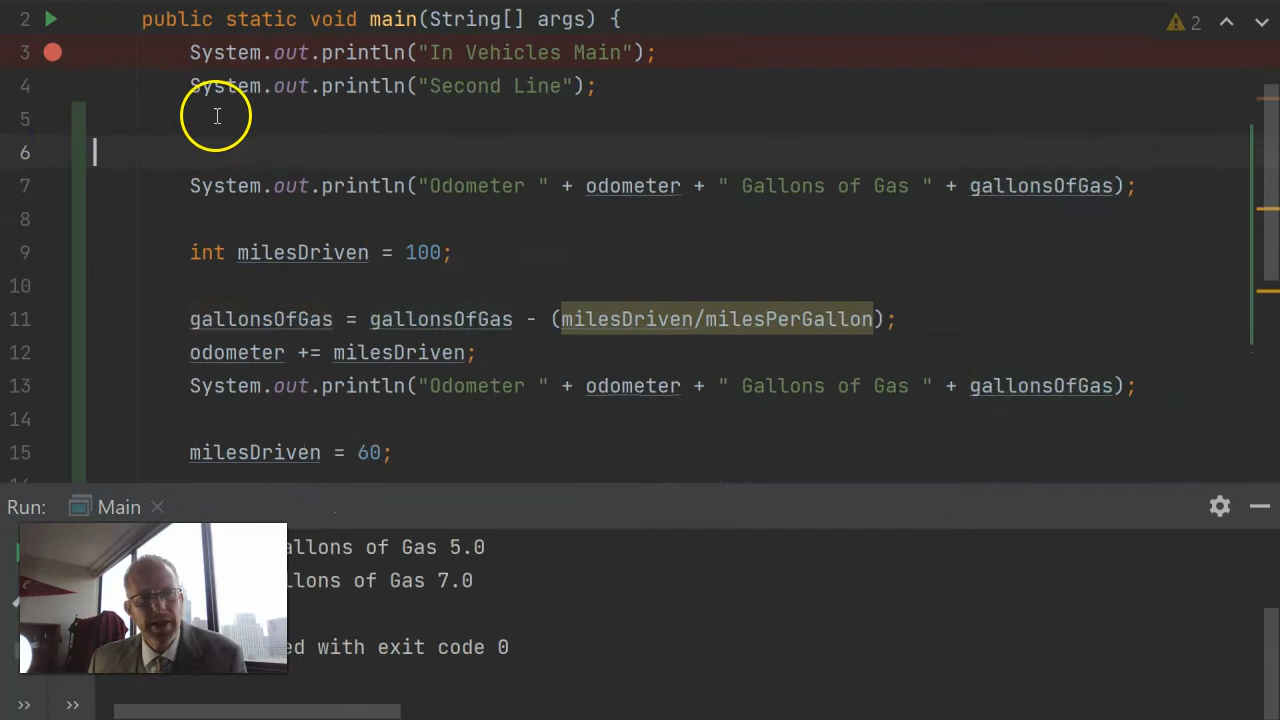 2 public static void main(String[] args) {
2
3 System.out.println("In Vehicles Main");
4 System.out.println("Second Line");
5
6
7 System.out.println("Odometer " + odometer + " Gallons of Gas " + gallonsOfGas);
8
9 int milesDriven = 100;
10
11 gallonsOfGas = gallonsOfGas - (milesDriven/milesPerGallon);
12 odometer += milesDriven;
13 System.out.println("Odometer " + odometer + " Gallons of Gas " + gallonsOfGas);
14
15 milesDriven = 60;
Run: Main
allons of Gas 5.0
llons of Gas 7.0
ed with exit code 0